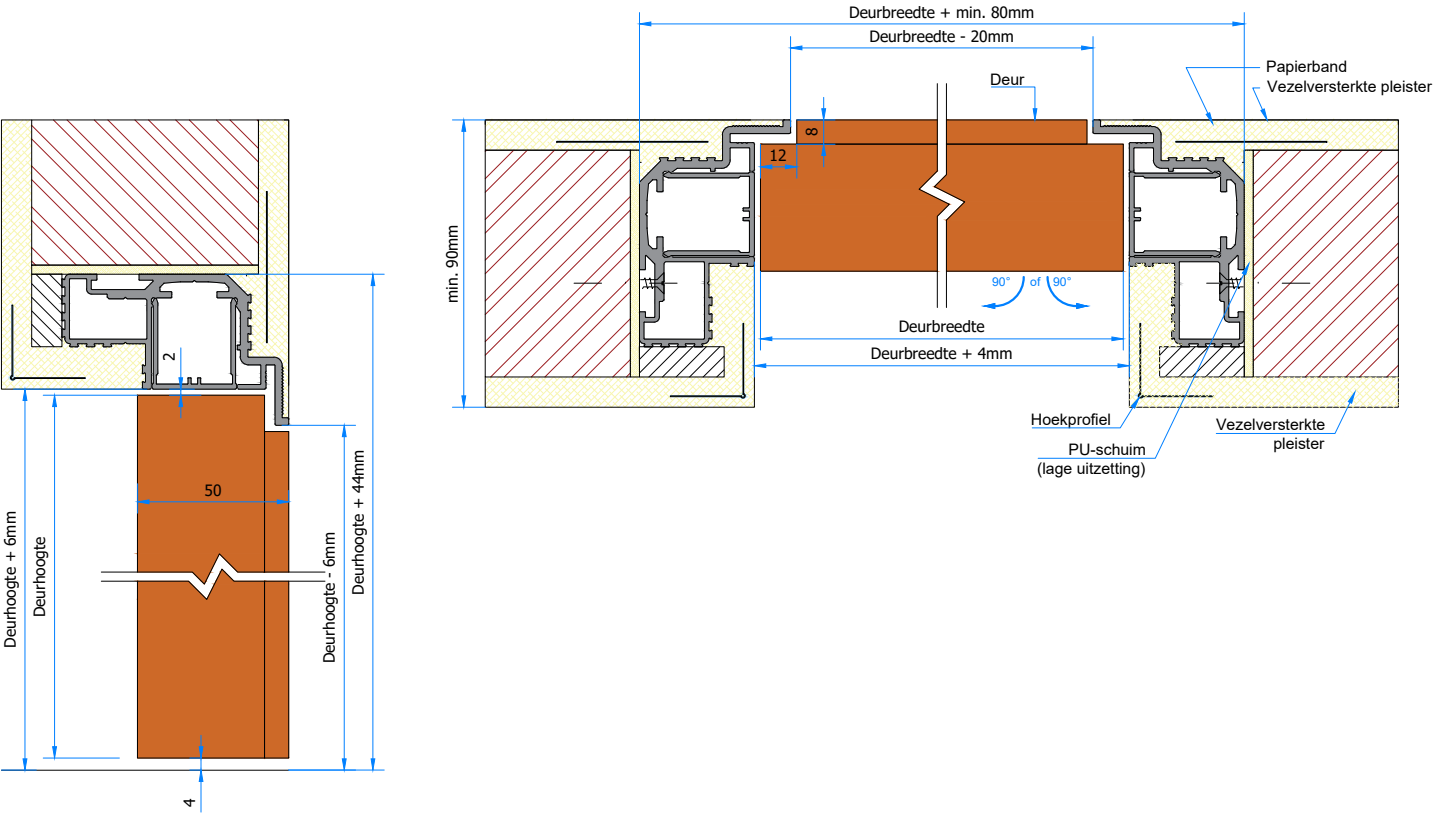 Deurbreedte + min. 80mm
Deurbreedte - 20mm
Deur
Papierband
Vezelversterkte pleister
8
12
min. 90mm
90° of 90°
Deurbreedte
Deurbreedte + 4mm
Hoekprofiel
PU-schuim
(lage uitzetting)
Vezelversterkte
pleister
2
50
Deurhoogte + 6mm
Deurhoogte
Deurhoogte - 6mm
Deurhoogte + 44mm
4